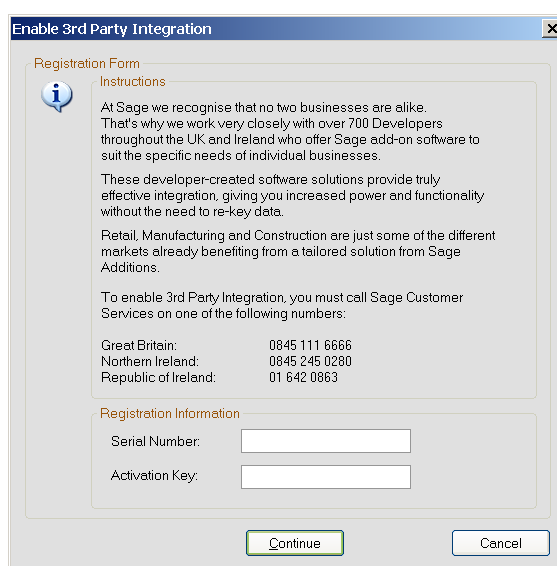 Enable 3rd Party Integration
Registration Form
Instructions
At Sage we recognise that no two businesses are alike.
That's why we work very closely with over 700 Developers
throughout the UK and Ireland who offer Sage add-on software to
suit the specific needs of individual businesses.
These developer-created software solutions provide truly
effective integration, giving you increased power and functionality
without the need to re-key data.
Retail, Manufacturing and Construction are just some of the different
markets already benefiting from a tailored solution from Sage
Additions.
To enable 3rd Party Integration, you must call Sage Customer
Services on one of the following numbers:
Great Britain: 0845 111 6666
Northern Ireland: 0845 245 0280
Republic of Ireland: 01 642 0863
Registration Information
Serial Number:
Activation Key:
Continue Cancel